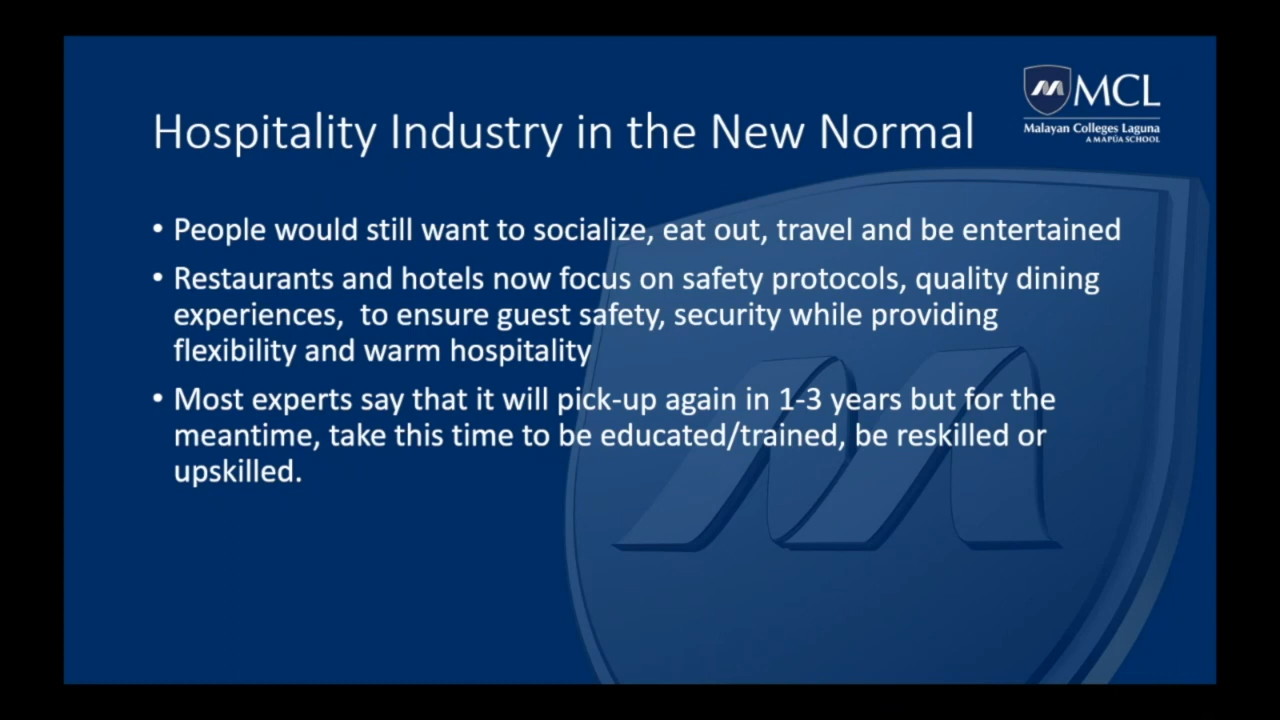 MCL
Malayan Colleges Laguna
A MAPÚA SCHOOL
Hospitality Industry in the New Normal
• People would still want to socialize, eat out, travel and be entertained
• Restaurants and hotels now focus on safety protocols, quality dining
experiences,  to ensure guest safety, security while providing
flexibility and warm hospitality
• Most experts say that it will pick-up again in 1-3 years but for the
meantime, take this time to be educated/trained, be reskilled or
upskilled.